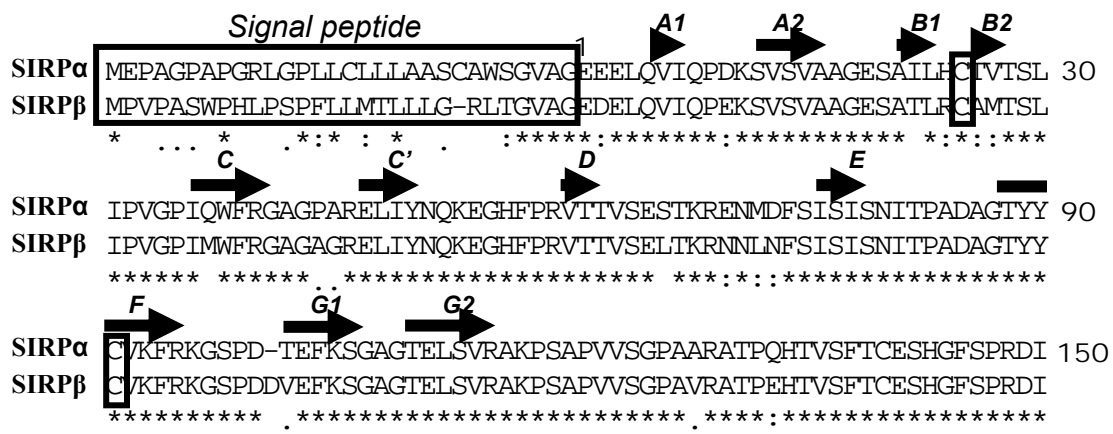 Signal peptide
1 A1 A2 B1 B2
SIRPα MEPAGPAPGRLGPLLCLLLAASCAWSGVAGEEELQVIQPDKSVSVAAGESAILHCTVTSL 30
SIRPβ MPVPASWPHLPSPFLLMTLLLG-RLTGVAGEDELQVIQPEKSVSVAAGESATLRCAMTSL
* ... * .*:* : * . :*****:*******:*********** *:*::***
C C’ D E
SIRPα IPVGPIQWFRGAGPARELIYNQKEGHFPRVTTVSESTKRENMDFSISISNITPADAGTYY 90
SIRPβ IPVGPIMWFRGAGAGRELIYNQKEGHFPRVTTVSELTKRNNLNFSISISNITPADAGTYY
****** ******..******************** ***:*::*****************
F G1 G2
SIRPα CVKFRKGSPD-TEFKSGAGTELSVRAKPSAPVVSGPAARATPQHTVSFTCESHGFSPRDI 150
SIRPβ CVKFRKGSPDDVEFKSGAGTELSVRAKPSAPVVSGPAVRATPEHTVSFTCESHGFSPRDI
********** .*************************.****:*****************